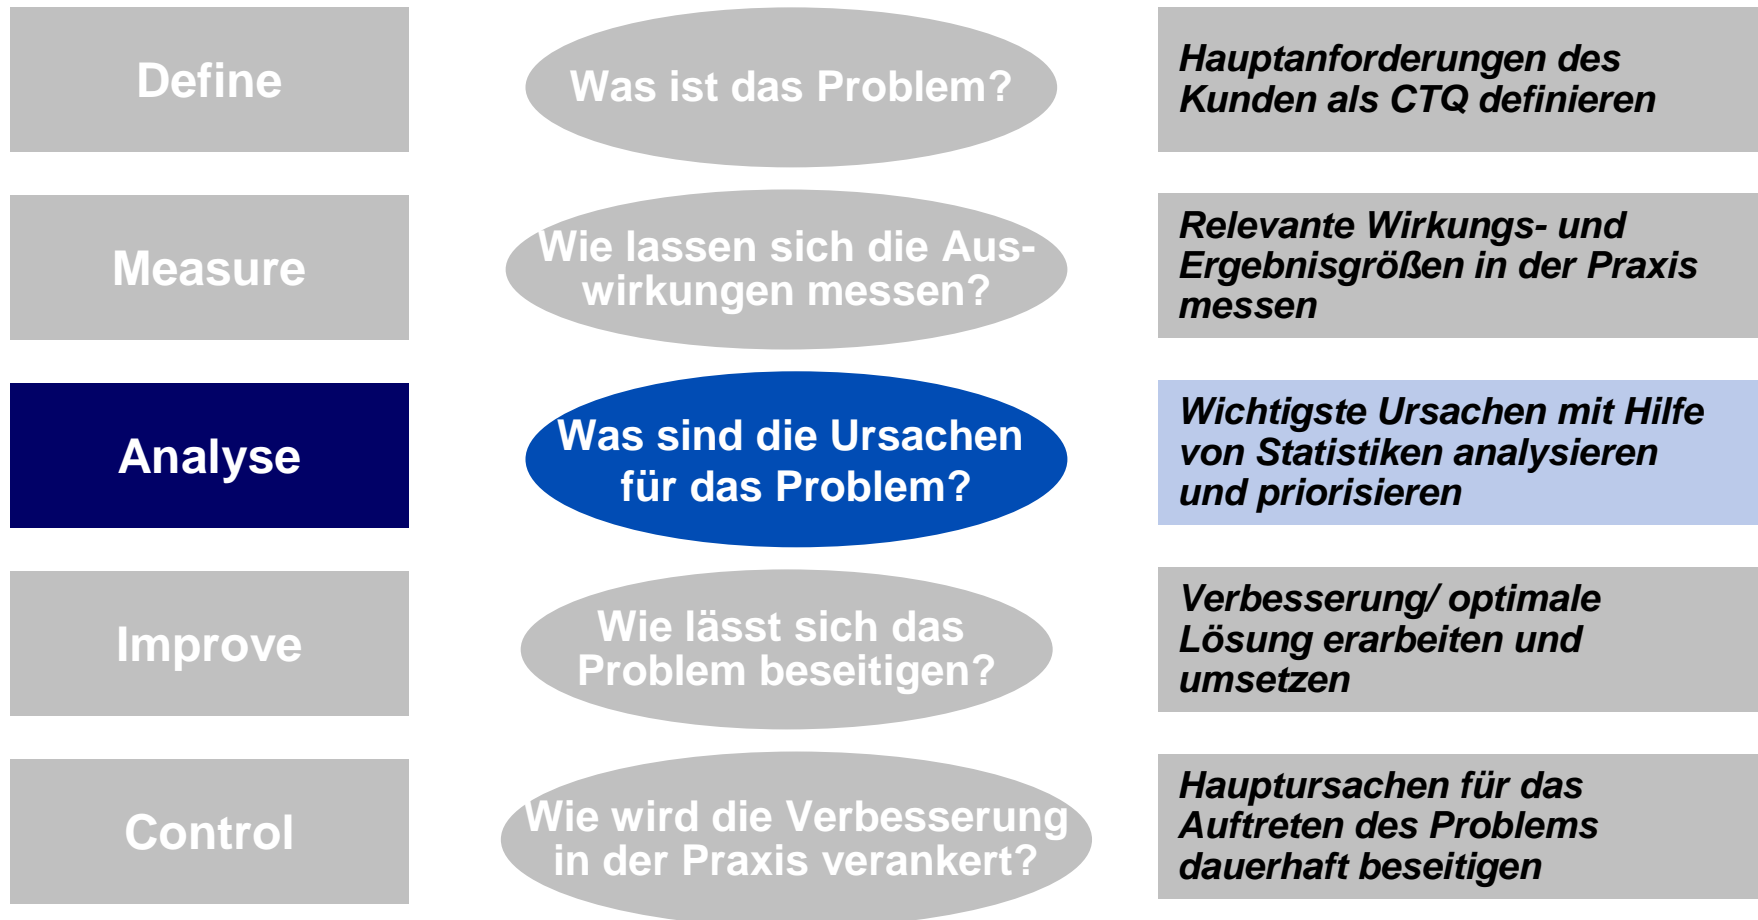 Define
Was ist das Problem?
Hauptanforderungen des
Kunden als CTQ definieren
Measure
Wie lassen sich die Aus-
wirkungen messen?
Relevante Wirkungs- und
Ergebnisgrößen in der Praxis
messen
Analyse
Was sind die Ursachen
für das Problem?
Wichtigste Ursachen mit Hilfe
von Statistiken analysieren
und priorisieren
Improve
Wie lässt sich das
Problem beseitigen?
Verbesserung/ optimale
Lösung erarbeiten und
umsetzen
Control
Wie wird die Verbesserung
in der Praxis verankert?
Hauptursachen für das
Auftreten des Problems
dauerhaft beseitigen